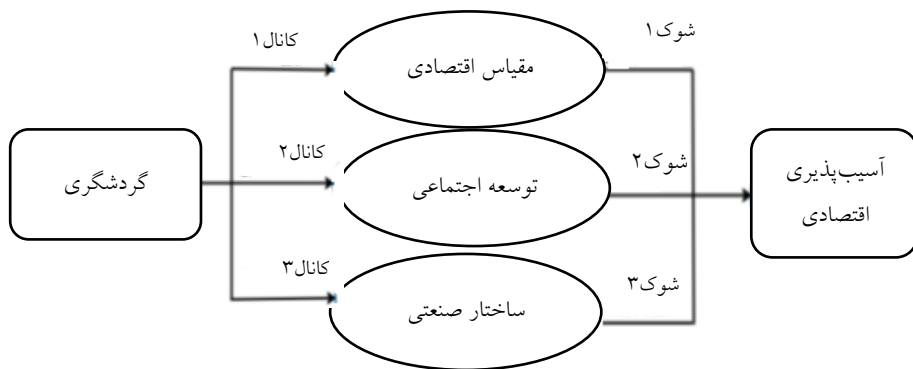 شوک۱
کانال۱
مقیاس اقتصادی
کانال۲
شوک۲
گردشگری
توسعه اجتماعی
آسیب‌پذیری
اقتصادی
کانال۳
شوک۳
ساختار صنعتی